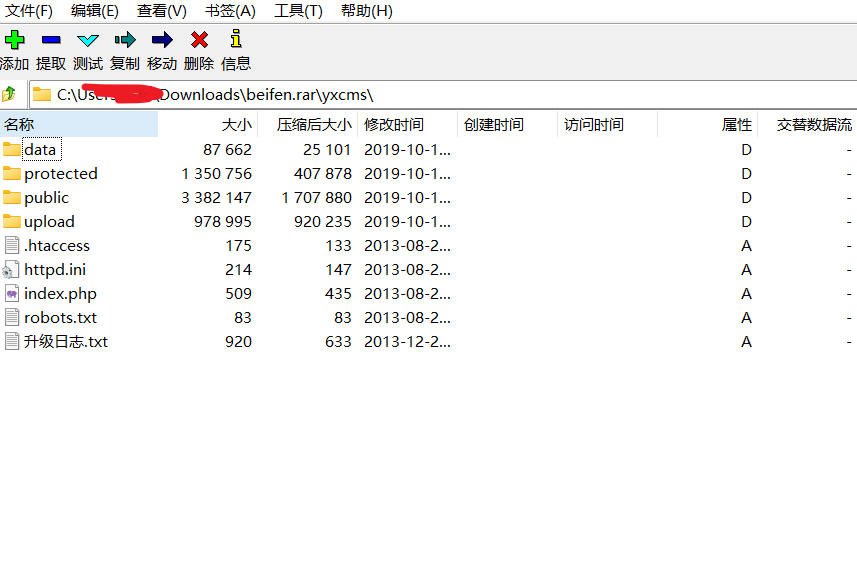 文件(F) 编辑(E) 查看(V) 书签(A) 工具(T) 帮助(H)
添加 提取 测试 复制 移动 删除 信息
C:\Users \Downloads\beifen.rar\yxcms\
名称 大小 压缩后大小 修改时间 创建时间 访问时间 属性 交替数据流
data 87 662 25 101 2019-10-1... D -
protected 1 350 756 407 878 2019-10-1... D -
public 3 382 147 1 707 880 2019-10-1... D -
upload 978 995 920 235 2019-10-1... D -
.htaccess 175 133 2013-08-2... A -
httpd.ini 214 147 2013-08-2... A -
index.php 509 435 2013-08-2... A -
robots.txt 83 83 2013-08-2... A -
升级日志.txt 920 633 2013-12-2... A -